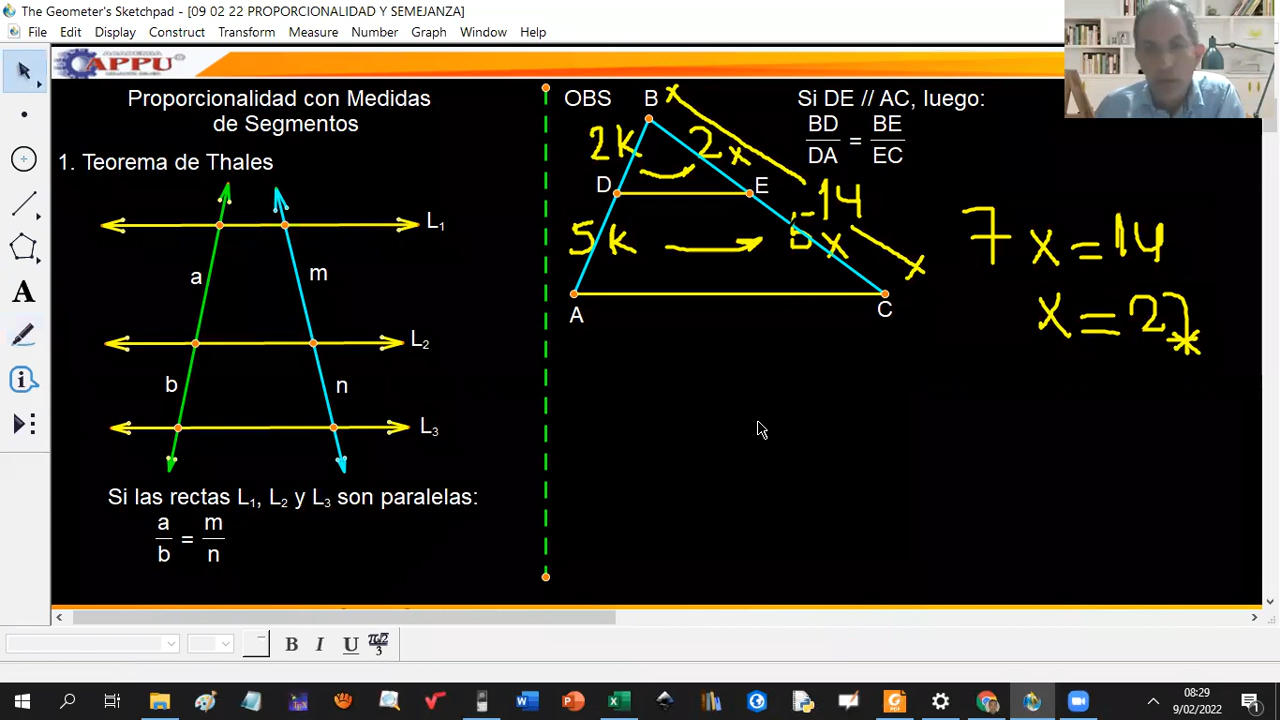 The Geometer's Sketchpad - [09 02 22 PROPORCIONALIDAD Y SEMEJANZA]
File Edit Display Construct Transform Measure Number Graph Window Help
APPU
Proporcionalidad con Medidas
de Segmentos
1. Teorema de Thales
L₁
a m
L₂
b n
L₃
Si las rectas L₁, L₂ y L₃ son paralelas:
a/b = m/n
OBS B
Si DE // AC, luego:
BD/DA = BE/EC
2K 2x
D E
14
5K 5x
A C
7x=14
x=2
B I U
08:29
9/02/2022